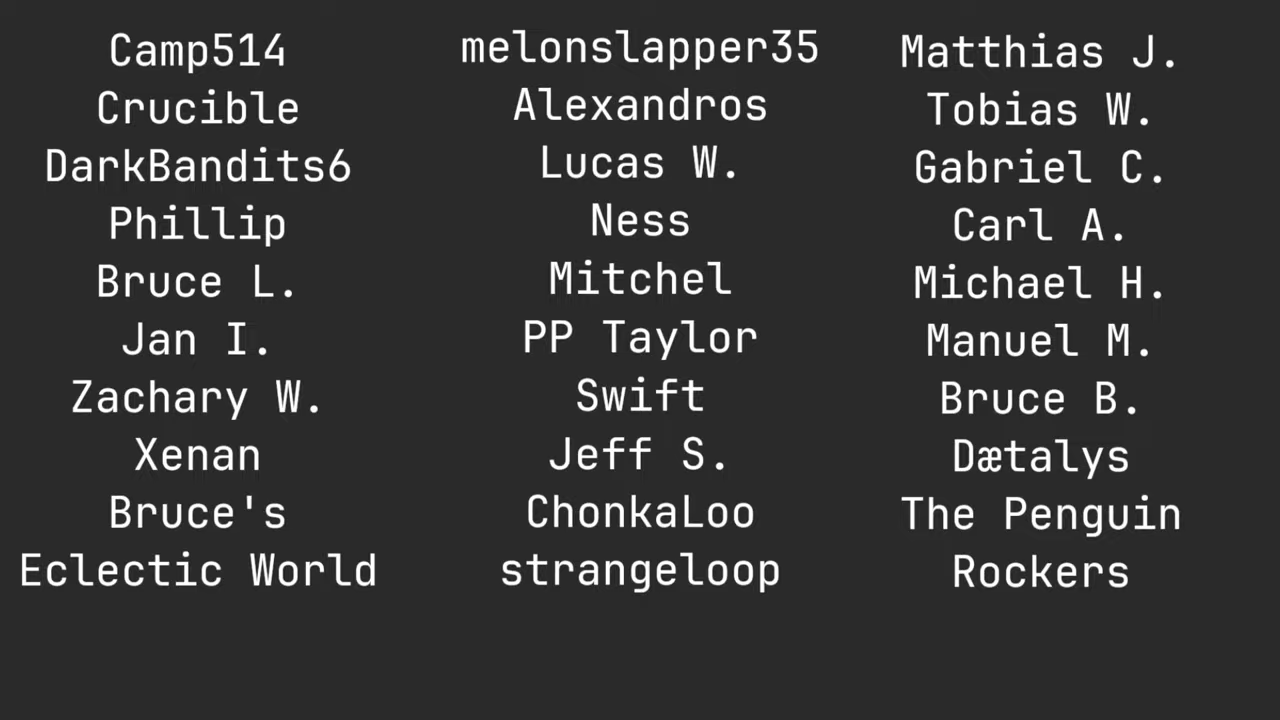 Camp514
Crucible
DarkBandits6
Phillip
Bruce L.
Jan I.
Zachary W.
Xenan
Bruce's
Eclectic World
melonslapper35
Alexandros
Lucas W.
Ness
Mitchel
PP Taylor
Swift
Jeff S.
ChonkaLoo
strangeloop
Matthias J.
Tobias W.
Gabriel C.
Carl A.
Michael H.
Manuel M.
Bruce B.
Dætalys
The Penguin
Rockers